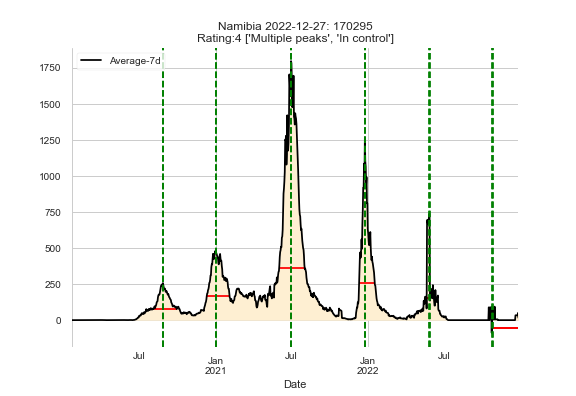 Namibia 2022-12-27: 170295
Rating:4 ['Multiple peaks', 'In control']
Average-7d
1750
1500
1250
1000
750
500
250
0
Jul
Jan
2021
Jul
Jan
2022
Jul
Date